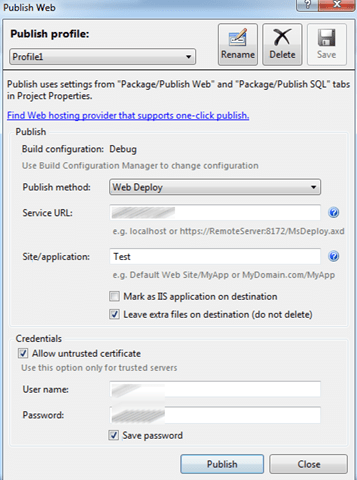 Publish Web
?
Publish profile:
Profile1
Rename
Delete
Save
Publish uses settings from "Package/Publish Web" and "Package/Publish SQL" tabs
in Project Properties.
Find Web hosting provider that supports one-click publish.
Publish
Build configuration: Debug
Use Build Configuration Manager to change configuration
Publish method: Web Deploy
Service URL:
?
e.g. localhost or https://RemoteServer:8172/MsDeploy.axd
Site/application: Test
?
e.g. Default Web Site/MyApp or MyDomain.com/MyApp
Mark as IIS application on destination
Leave extra files on destination (do not delete)
Credentials
Allow untrusted certificate
Use this option only for trusted servers
User name:
Password:
Save password
Publish
Close